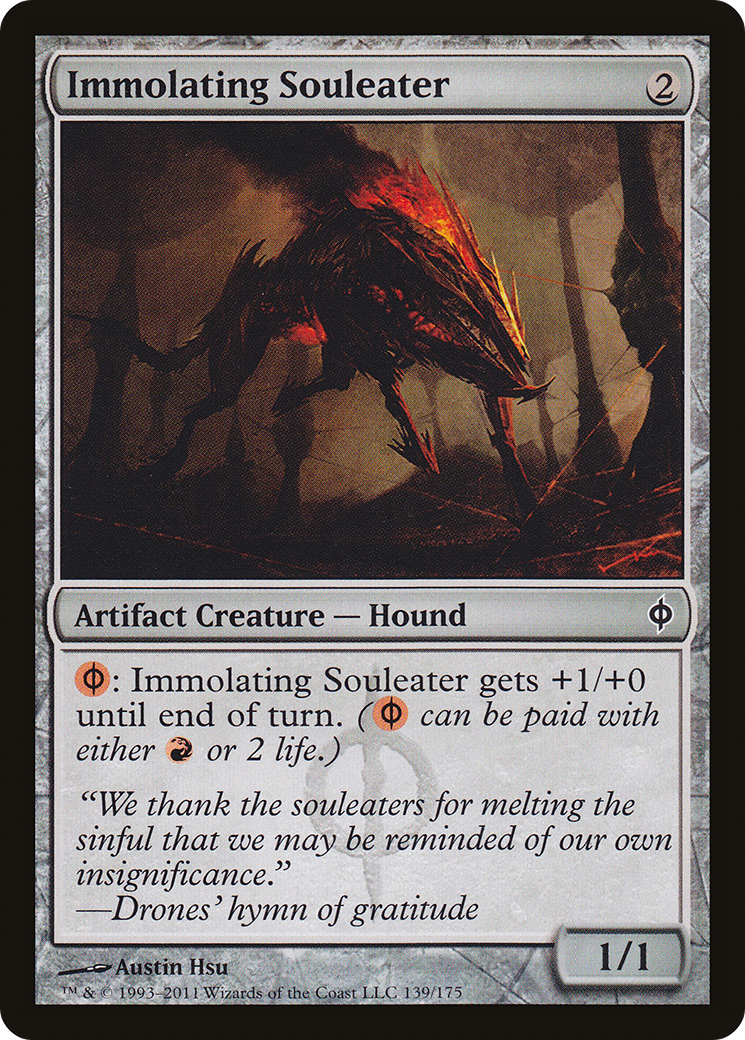 Immolating Souleater 2
Artifact Creature — Hound
: Immolating Souleater gets +1/+0
until end of turn. ( can be paid with
either or 2 life.)
“We thank the souleaters for melting the
sinful that we may be reminded of our own
insignificance.”
—Drones’ hymn of gratitude
1/1
Austin Hsu
™ & © 1993–2011 Wizards of the Coast LLC 139/175